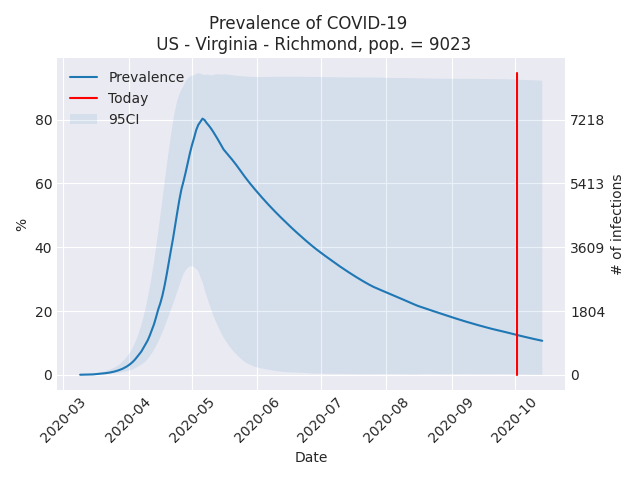 Prevalence of COVID-19
US - Virginia - Richmond, pop. = 9023
Prevalence
Today
95CI
%
80
60
40
20
0
7218
5413
3609
1804
0
# of infections
2020-03
2020-04
2020-05
2020-06
2020-07
2020-08
2020-09
2020-10
Date